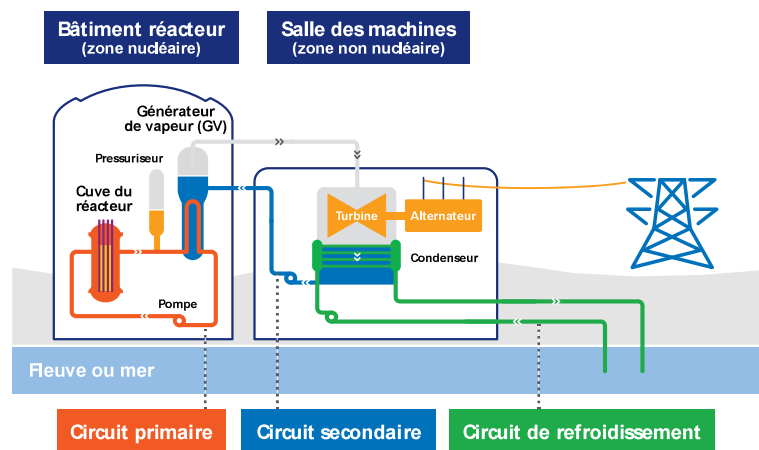 Bâtiment réacteur
(zone nucléaire)
Salle des machines
(zone non nucléaire)
Générateur
de vapeur (GV)
Pressuriseur
Cuve du
réacteur
Turbine
Alternateur
Condenseur
Pompe
Fleuve ou mer
Circuit primaire
Circuit secondaire
Circuit de refroidissement